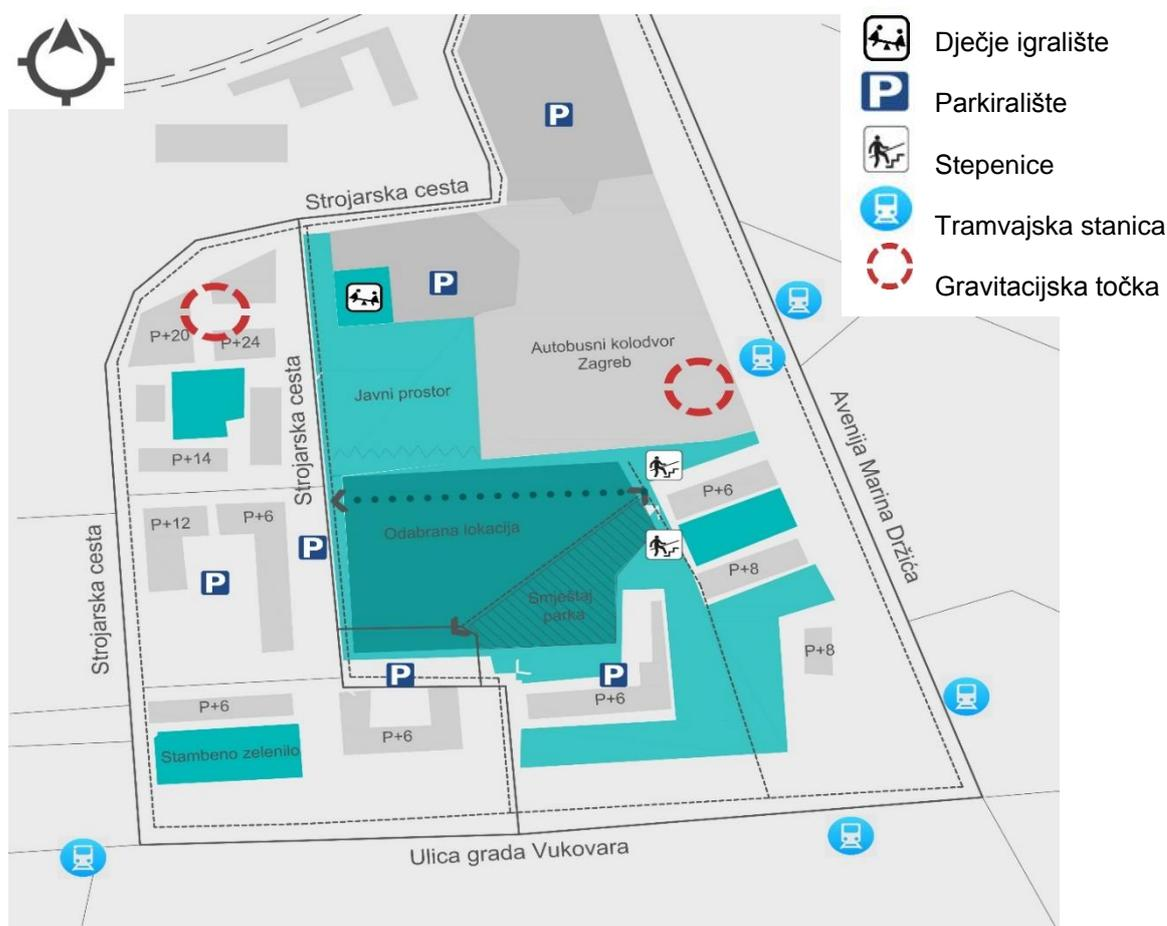 P
Dječje igralište
P
Parkiralište
Stepenice
Tramvajska stanica
Gravitacijska točka
Strojarska cesta
P
P+20
P+24
Autobusni kolodvor
Zagreb
Javni prostor
Strojarska cesta
Avenija Marina Držića
P+14
P+6
P+12
P+6
Odabrana lokacija
P
P
P+8
Smještaj
parka
Strojarska cesta
P+8
P
P
P+6
P+6
P+6
Stambeno zelenilo
Ulica grada Vukovara